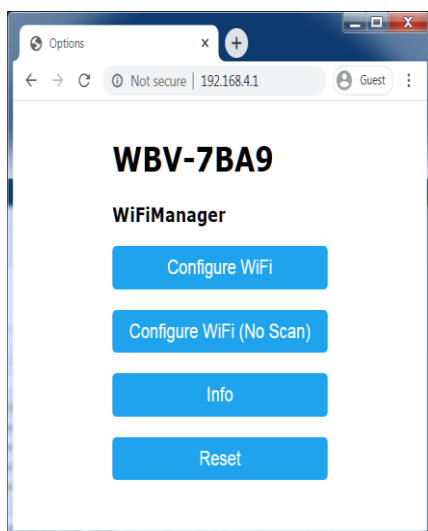 Options
Not secure | 192.168.4.1
Guest
WBV-7BA9
WiFiManager
Configure WiFi
Configure WiFi (No Scan)
Info
Reset